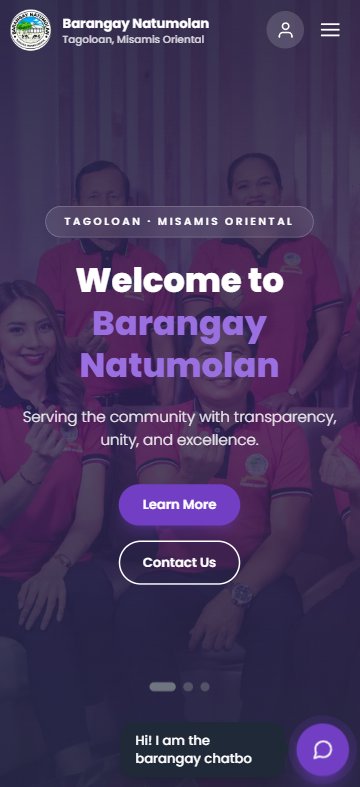 Barangay Natumolan
Tagoloan, Misamis Oriental
TAGOLOAN · MISAMIS ORIENTAL
Welcome to
Barangay
Natumolan
Serving the community with transparency,
unity, and excellence.
Learn More
Contact Us
Hi! I am the
barangay chatbo